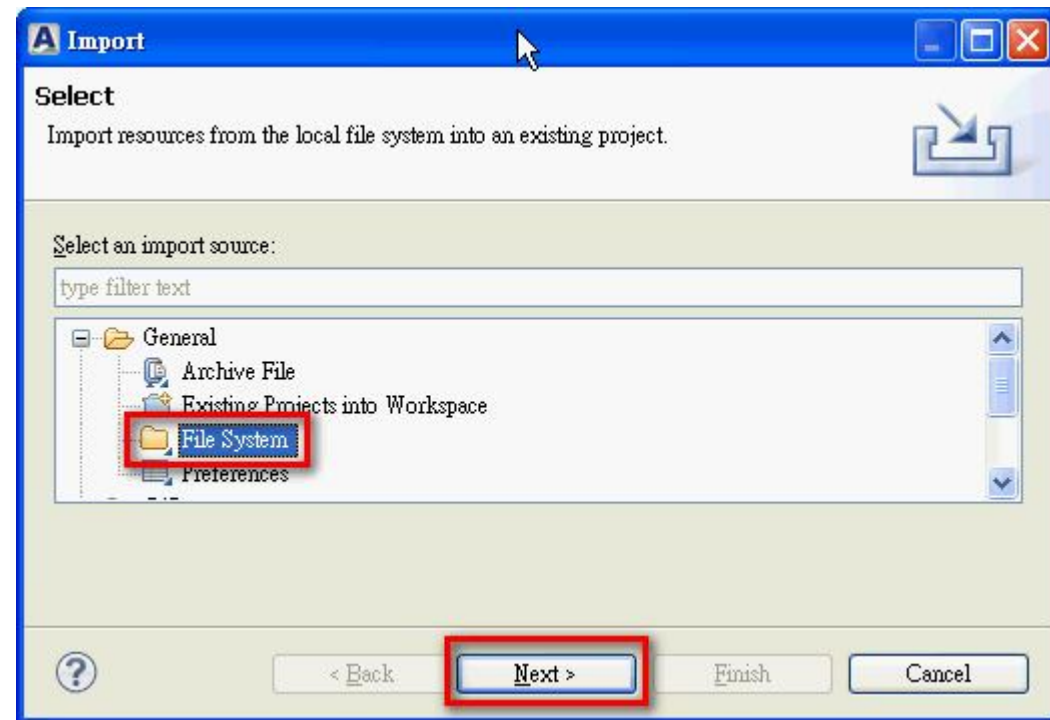 Import
Select
Import resources from the local file system into an existing project.
Select an import source:
type filter text
General
Archive File
Existing Projects into Workspace
File System
Preferences
< Back
Next >
Finish
Cancel